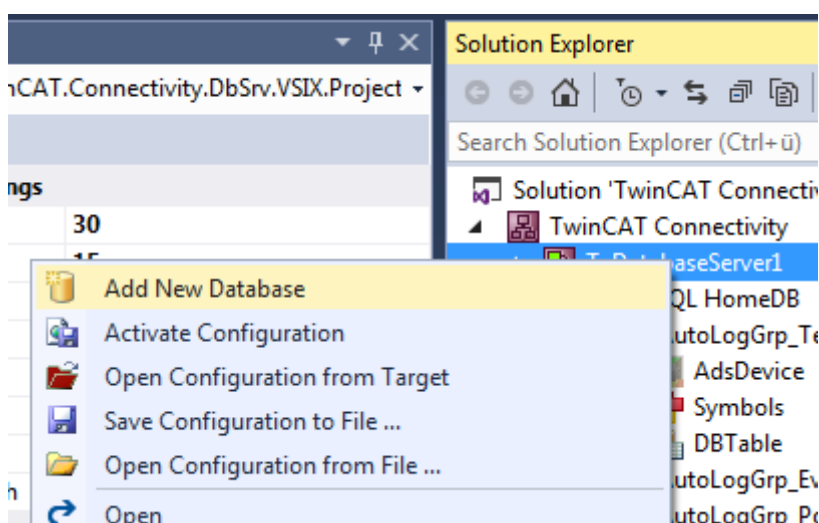 nCAT.Connectivity.DbSrv.VSIX.Project
ngs
30
15
h
Add New Database
Activate Configuration
Open Configuration from Target
Save Configuration to File ...
Open Configuration from File ...
Open
Solution Explorer
Search Solution Explorer (Ctrl+ü)
Solution 'TwinCAT Connectiv
TwinCAT Connectivity
baseServer1
QL HomeDB
utoLogGrp_Te
AdsDevice
Symbols
DBTable
utoLogGrp_Ev
utoLogGrp_Po